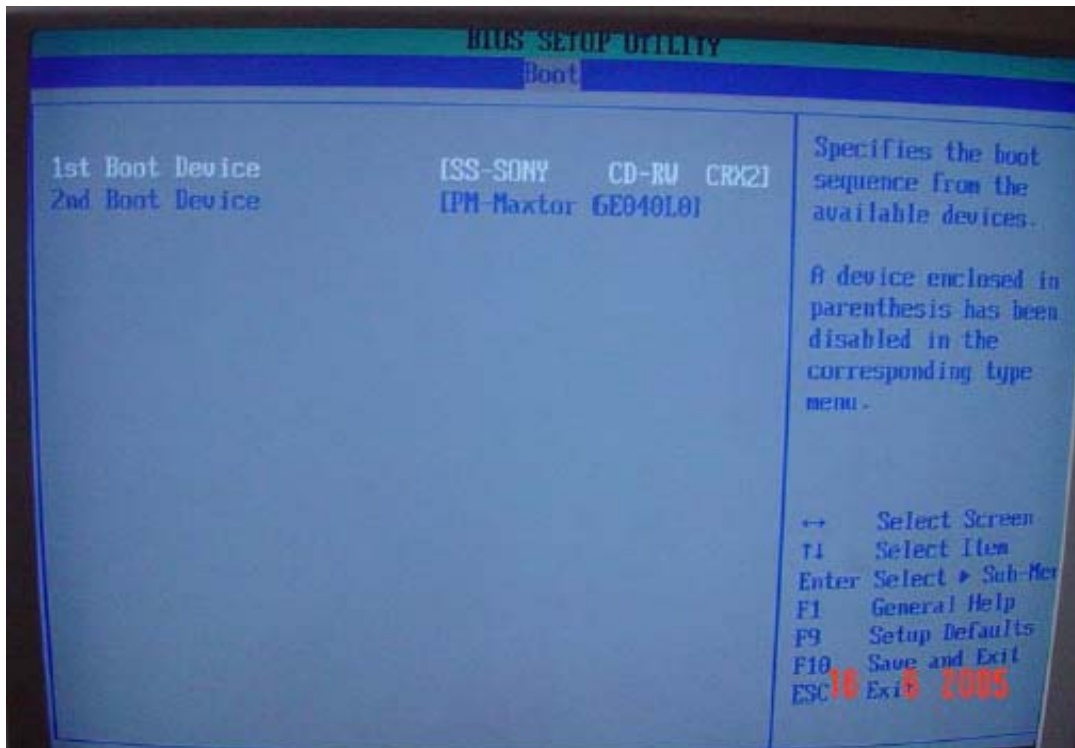 BIOS SETUP UTILITY
Boot
1st Boot Device [SS-SONY CD-RW CRX2]
2nd Boot Device [PM-Maxtor 6E040L0]
Specifies the boot
sequence from the
available devices.
A device enclosed in
parenthesis has been
disabled in the
corresponding type
menu.
↔ Select Screen
↑↓ Select Item
Enter Select ▶ Sub-Men
F1 General Help
F9 Setup Defaults
F10 Save and Exit
ESC Exit
16 6 2005